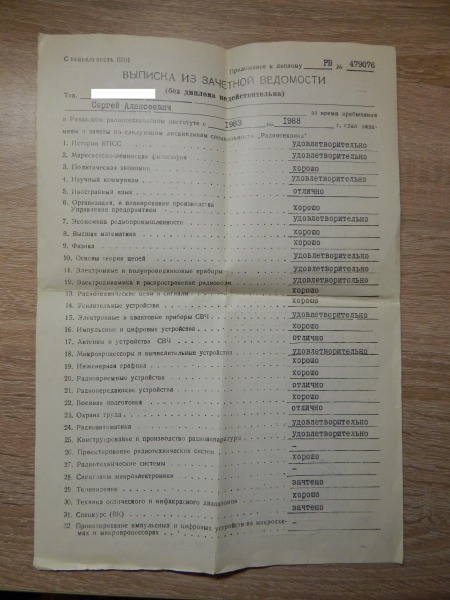 Специальность 0701
Приложение к диплому РВ № 479076
ВЫПИСКА ИЗ ЗАЧЕТНОЙ ВЕДОМОСТИ
(без диплома недействительна)
Тов.
Сергей Алексеевич
за время пребывания
в Рязанском радиотехническом институте с 1983 по 1988 г. сдал экза-
мены и зачеты по следующим дисциплинам специальности „Радиотехника"
1. История КПСС удовлетворительно
2. Марксистско-ленинская философия удовлетворительно
3. Политическая экономия хорошо
4. Научный коммунизм удовлетворительно
5. Иностранный язык отлично
6. Организация, и планирование производства
Управление предприятием хорошо
7. Экономика радиопромышленности удовлетворительно
8. Высшая математика хорошо
9. Физика хорошо
10. Основы теории цепей удовлетворительно
11. Электронные и полупроводниковые приборы удовлетворительно
12. Электродинамика и распространение радиоволн удовлетворительно
13. Радиотехнические цепи и сигналы хорошо
14. Усилительные устройства хорошо
15. Электронные и квантовые приборы СВЧ удовлетворительно
16. Импульсные и цифровые устройства хорошо
17. Антенны и устройства СВЧ отлично
18. Микропроцессоры и вычислительные устройства удовлетворительно
19. Инженерная графика хорошо
20. Радиоприемные устройства хорошо
21. Радиопередающие устройства отлично
22. Военная подготовка хорошо
23. Охрана труда отлично
24. Радиоавтоматика удовлетворительно
25. Конструирование и производство радиоаппаратуры удовлетворительно
26. Проектирование радиотехнических систем –
27. Радиотехнические системы хорошо
28. Спецглавы микроэлектроники –
29. Телевидение зачтено
30. Техника оптического и инфракрасного диапазонов хорошо
31. Спецкурс (ВК) зачтено
32. Проектирование импульсных и цифровых устройств на микросхе-
мах и микропроцессорах –